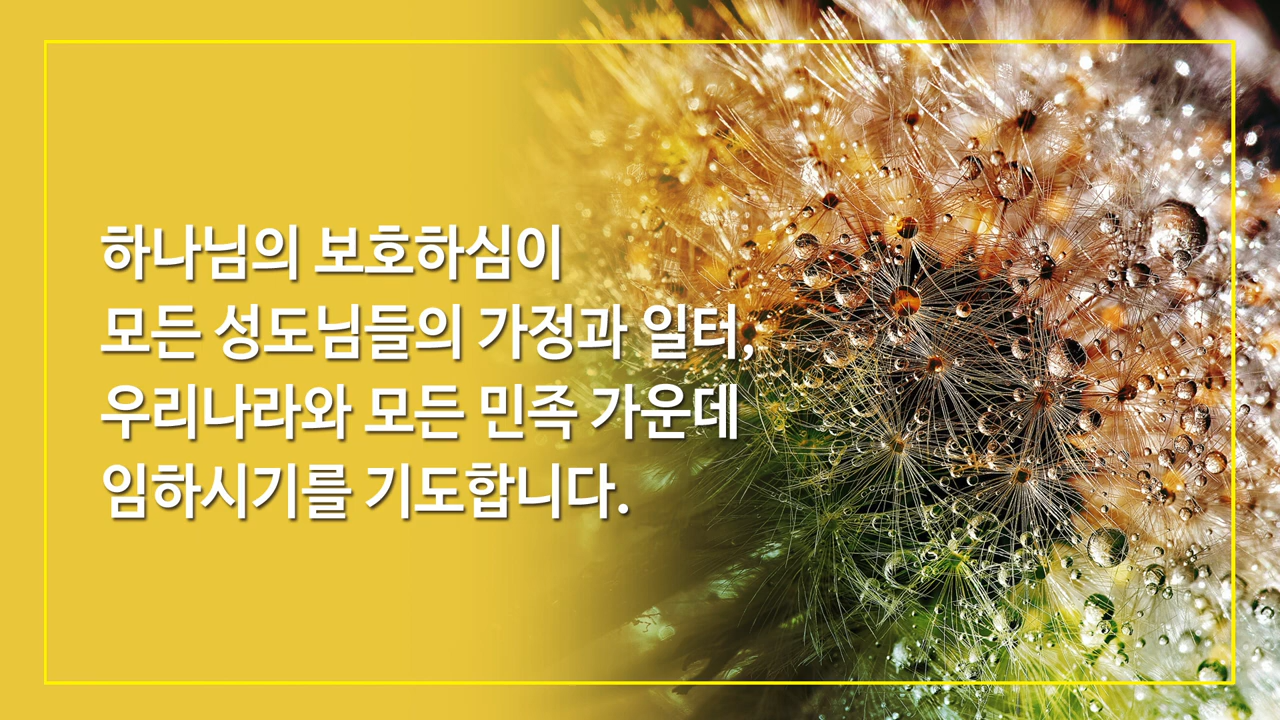 하나님의 보호하심이
모든 성도님들의 가정과 일터,
우리나라와 모든 민족 가운데
임하시기를 기도합니다.